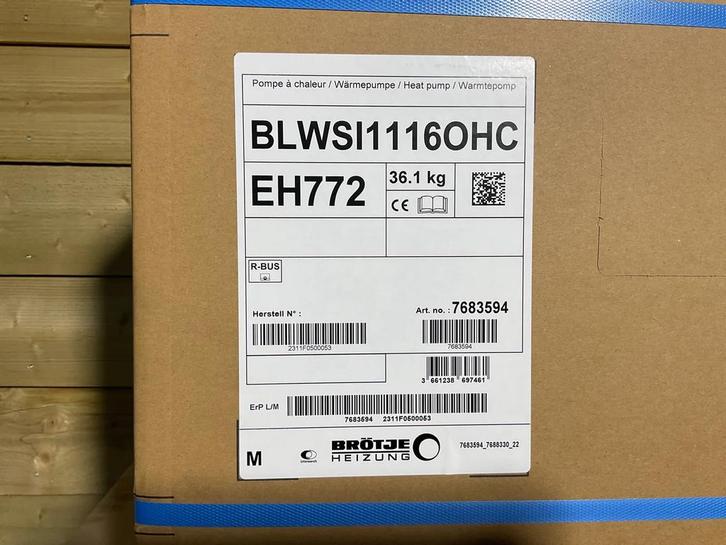 Pompe à chaleur / Wärmepumpe / Heat pump / Warmtepomp
BLWSI1116OHC
EH772
36.1 kg
CE
R-BUS
Herstell N° :
2311F0500053
Art. no. : 7683594
7683594
3 661238 697461
ErP L/M
7683594 2311F0500053
M
BRÖTJE
HEIZUNG
7683594_7688330_22